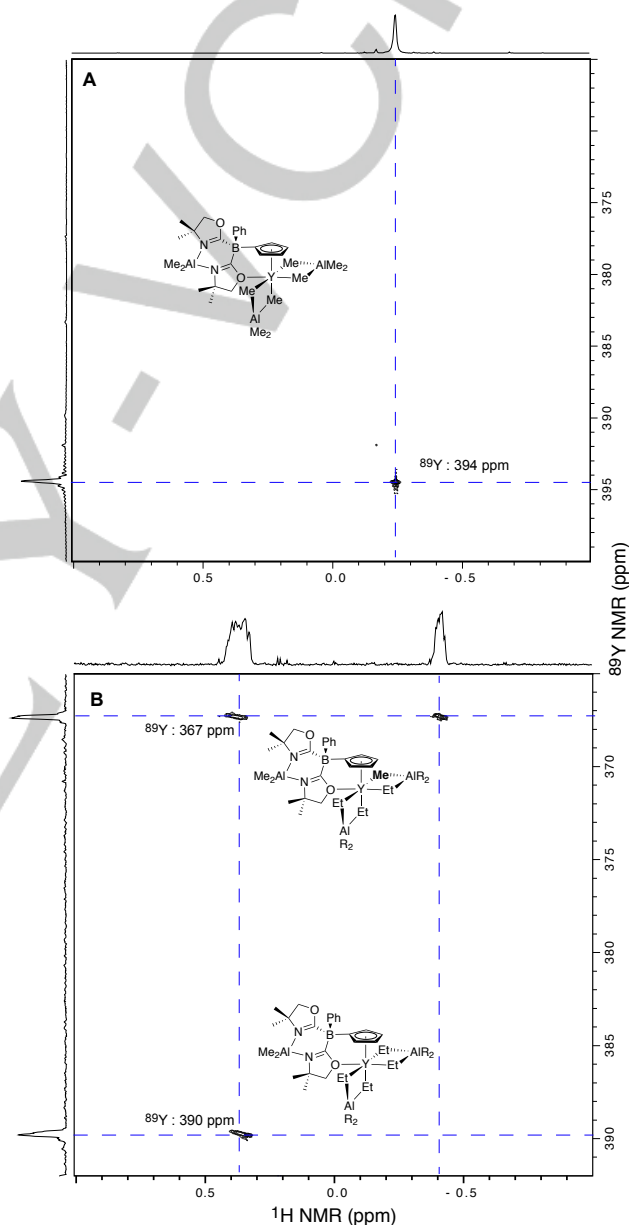 A
Ph
O
N
B
Me₂Al
N
O
Y
Me
AlMe₂
Me
Me
Me
Al
Me₂
⁸⁹Y : 394 ppm
375
380
385
390
395
0.5 0.0 - 0.5
⁸⁹Y NMR (ppm)
B
⁸⁹Y : 367 ppm
Ph
O
N
B
Me₂Al
N
O
Y
Me
AlR₂
Et
Et
Et
Al
R₂
370
375
380
385
390
Ph
O
N
B
Me₂Al
N
O
Y
Et
AlR₂
Et
Et
Et
Al
R₂
⁸⁹Y : 390 ppm
0.5 0.0 - 0.5
¹H NMR (ppm)